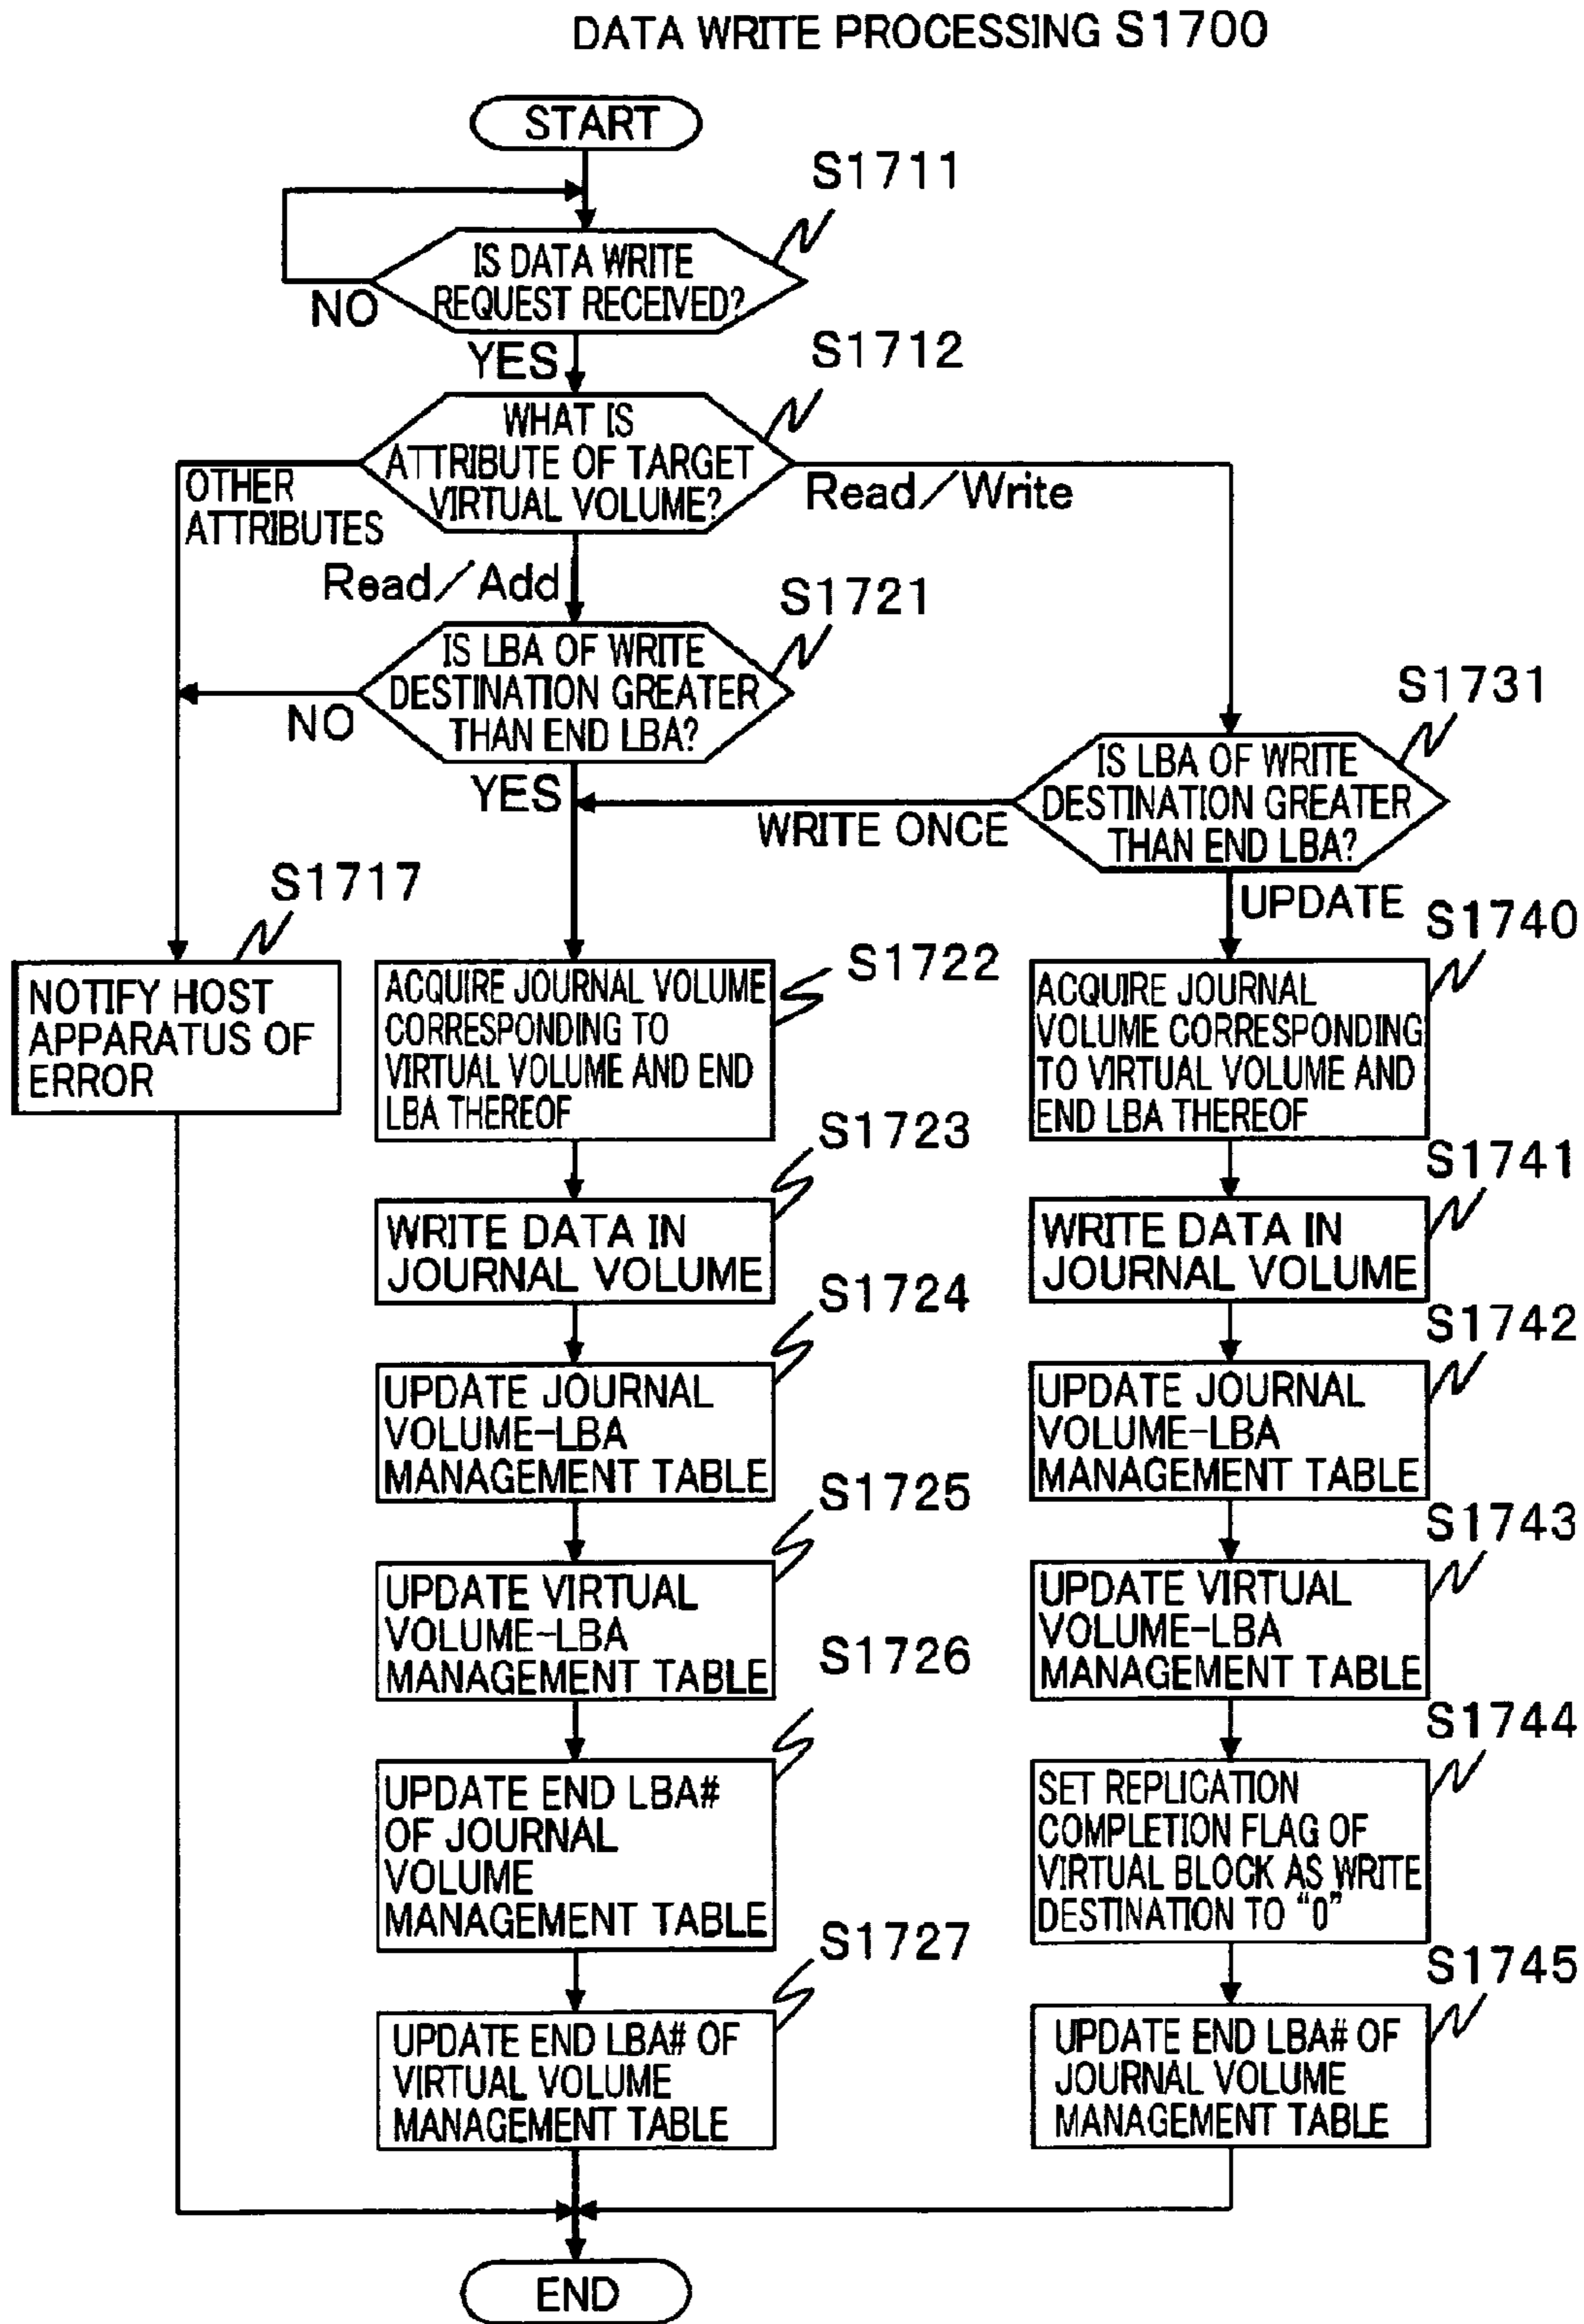 DATA WRITE PROCESSING S1700
START
S1711
IS DATA WRITE
REQUEST RECEIVED?
NO
YES
S1712
WHAT IS
ATTRIBUTE OF TARGET
VIRTUAL VOLUME?
OTHER
ATTRIBUTES
Read/Write
Read/Add
S1721
IS LBA OF WRITE
DESTINATION GREATER
THAN END LBA?
NO
YES
S1731
IS LBA OF WRITE
DESTINATION GREATER
THAN END LBA?
WRITE ONCE
UPDATE
S1717
NOTIFY HOST
APPARATUS OF
ERROR
S1722
ACQUIRE JOURNAL VOLUME
CORRESPONDING TO
VIRTUAL VOLUME AND END
LBA THEREOF
S1723
WRITE DATA IN
JOURNAL VOLUME
S1724
UPDATE JOURNAL
VOLUME-LBA
MANAGEMENT TABLE
S1725
UPDATE VIRTUAL
VOLUME-LBA
MANAGEMENT TABLE
S1726
UPDATE END LBA#
OF JOURNAL
VOLUME
MANAGEMENT TABLE
S1727
UPDATE END LBA# OF
VIRTUAL VOLUME
MANAGEMENT TABLE
S1740
ACQUIRE JOURNAL
VOLUME CORRESPONDING
TO VIRTUAL VOLUME AND
END LBA THEREOF
S1741
WRITE DATA IN
JOURNAL VOLUME
S1742
UPDATE JOURNAL
VOLUME-LBA
MANAGEMENT TABLE
S1743
UPDATE VIRTUAL
VOLUME-LBA
MANAGEMENT TABLE
S1744
SET REPLICATION
COMPLETION FLAG OF
VIRTUAL BLOCK AS WRITE
DESTINATION TO “0”
S1745
UPDATE END LBA# OF
JOURNAL VOLUME
MANAGEMENT TABLE
END